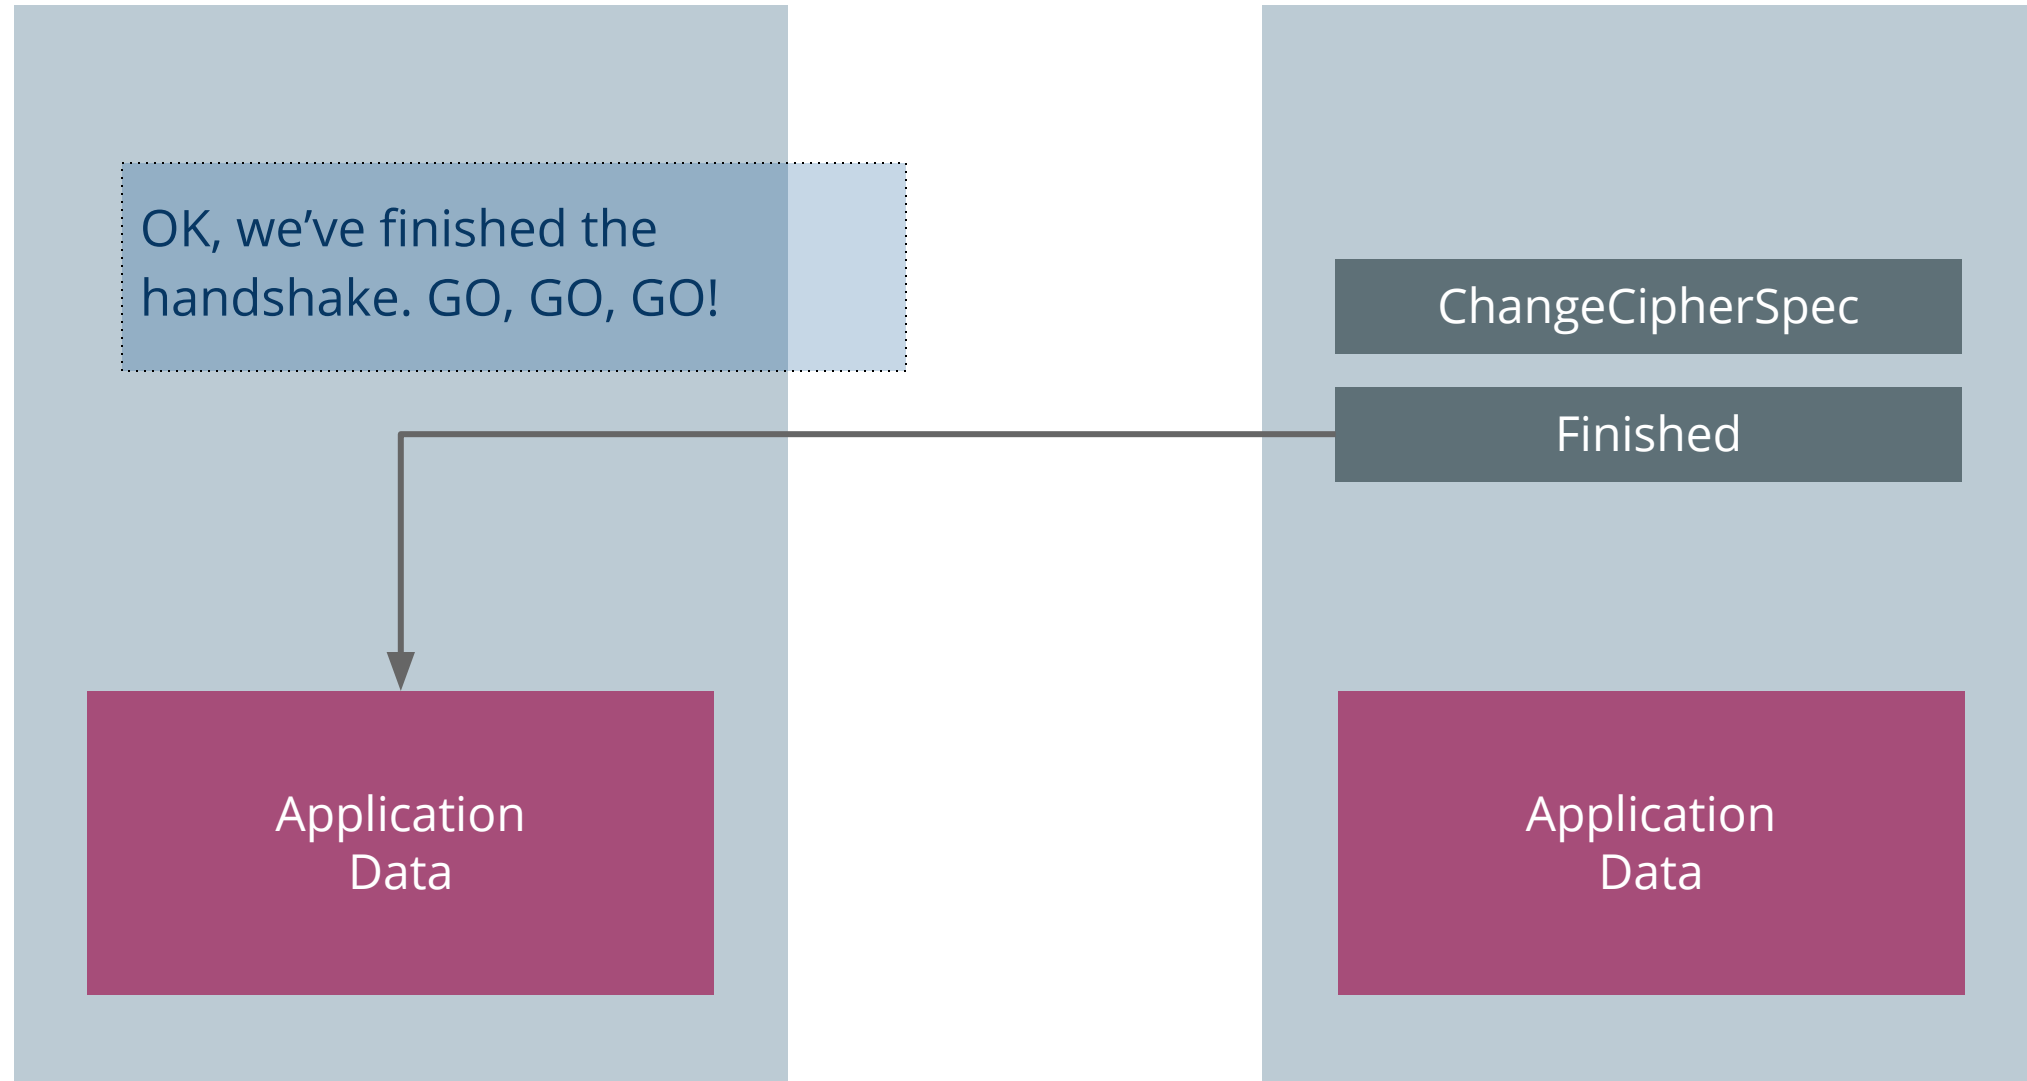 OK, we’ve finished the
handshake. GO, GO, GO!
ChangeCipherSpec
Finished
Application
Data
Application
Data